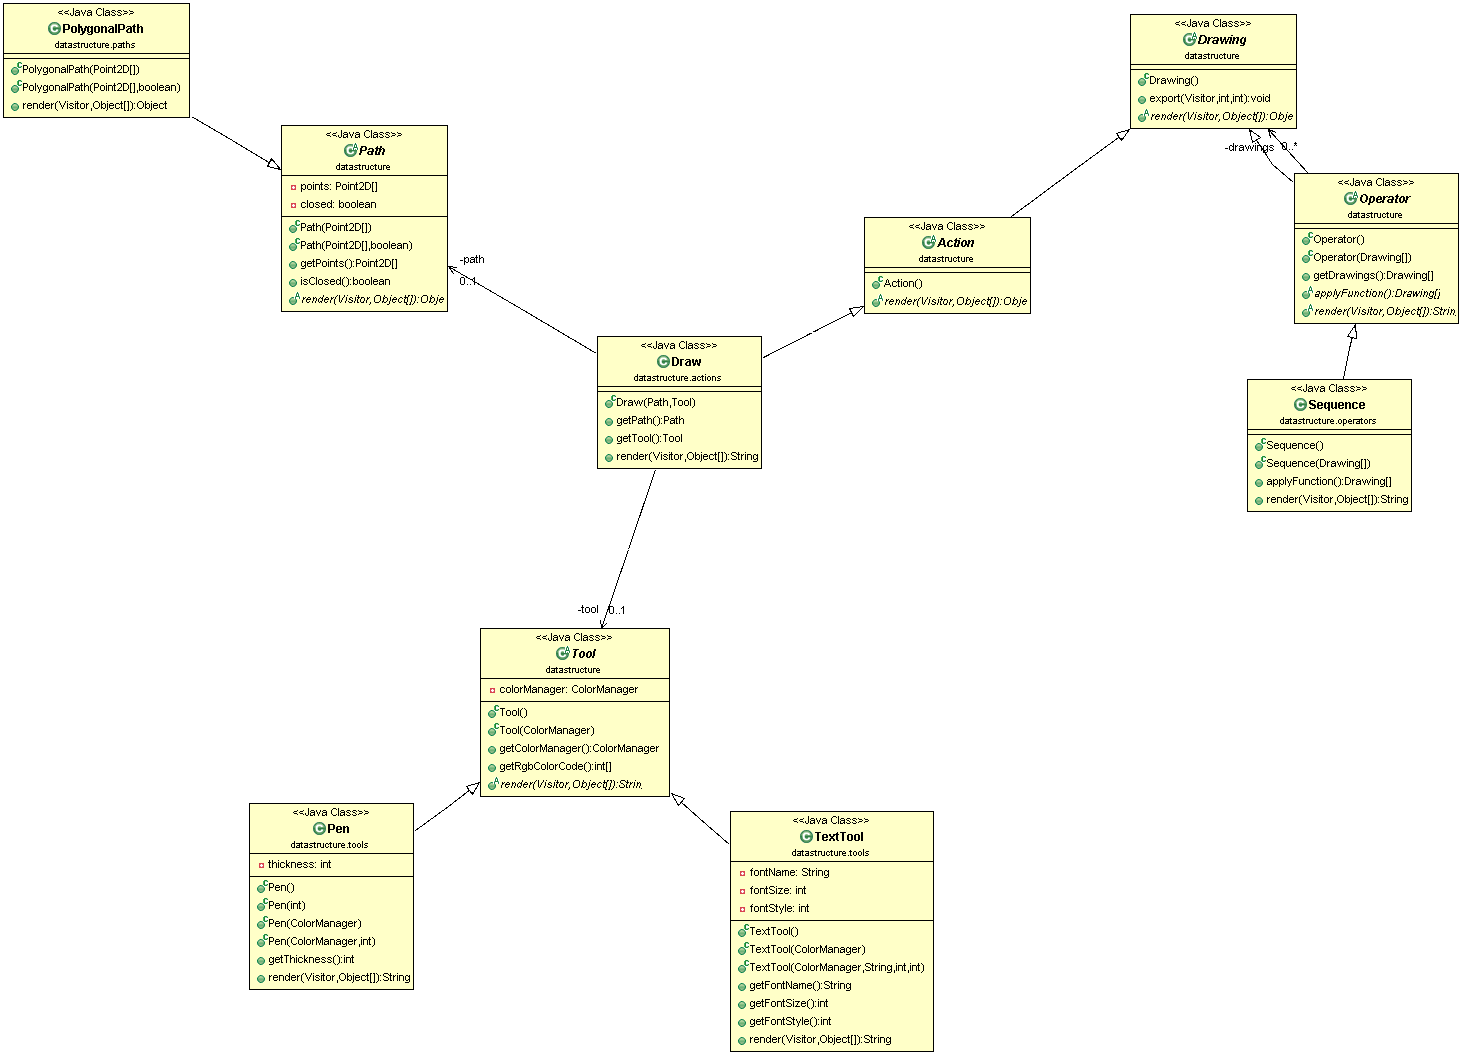 <<Java Class>>
PolygonalPath
datastructure.paths
PolygonalPath(Point2D[])
PolygonalPath(Point2D[],boolean)
render(Visitor,Object[]):Object
<<Java Class>>
Path
datastructure
points: Point2D[]
closed: boolean
Path(Point2D[])
Path(Point2D[],boolean)
getPoints():Point2D[]
isClosed():boolean
render(Visitor,Object[]):Obje
-path
0..1
<<Java Class>>
Drawing
datastructure
Drawing()
export(Visitor,int,int):void
render(Visitor,Object[]):Obje
-drawings
0..*
<<Java Class>>
Operator
datastructure
Operator()
Operator(Drawing[])
getDrawings():Drawing[]
applyFunction():Drawing[]
render(Visitor,Object[]):Strin
<<Java Class>>
Action
datastructure
Action()
render(Visitor,Object[]):Obje
<<Java Class>>
Draw
datastructure.actions
Draw(Path,Tool)
getPath():Path
getTool():Tool
render(Visitor,Object[]):String
<<Java Class>>
Sequence
datastructure.operators
Sequence()
Sequence(Drawing[])
applyFunction():Drawing[]
render(Visitor,Object[]):String
-tool
0..1
<<Java Class>>
Tool
datastructure
colorManager: ColorManager
Tool()
Tool(ColorManager)
getColorManager():ColorManager
getRgbColorCode():int[]
render(Visitor,Object[]):Strin
<<Java Class>>
Pen
datastructure.tools
thickness: int
Pen()
Pen(int)
Pen(ColorManager)
Pen(ColorManager,int)
getThickness():int
render(Visitor,Object[]):String
<<Java Class>>
TextTool
datastructure.tools
fontName: String
fontSize: int
fontStyle: int
TextTool()
TextTool(ColorManager)
TextTool(ColorManager,String,int,int)
getFontName():String
getFontSize():int
getFontStyle():int
render(Visitor,Object[]):String